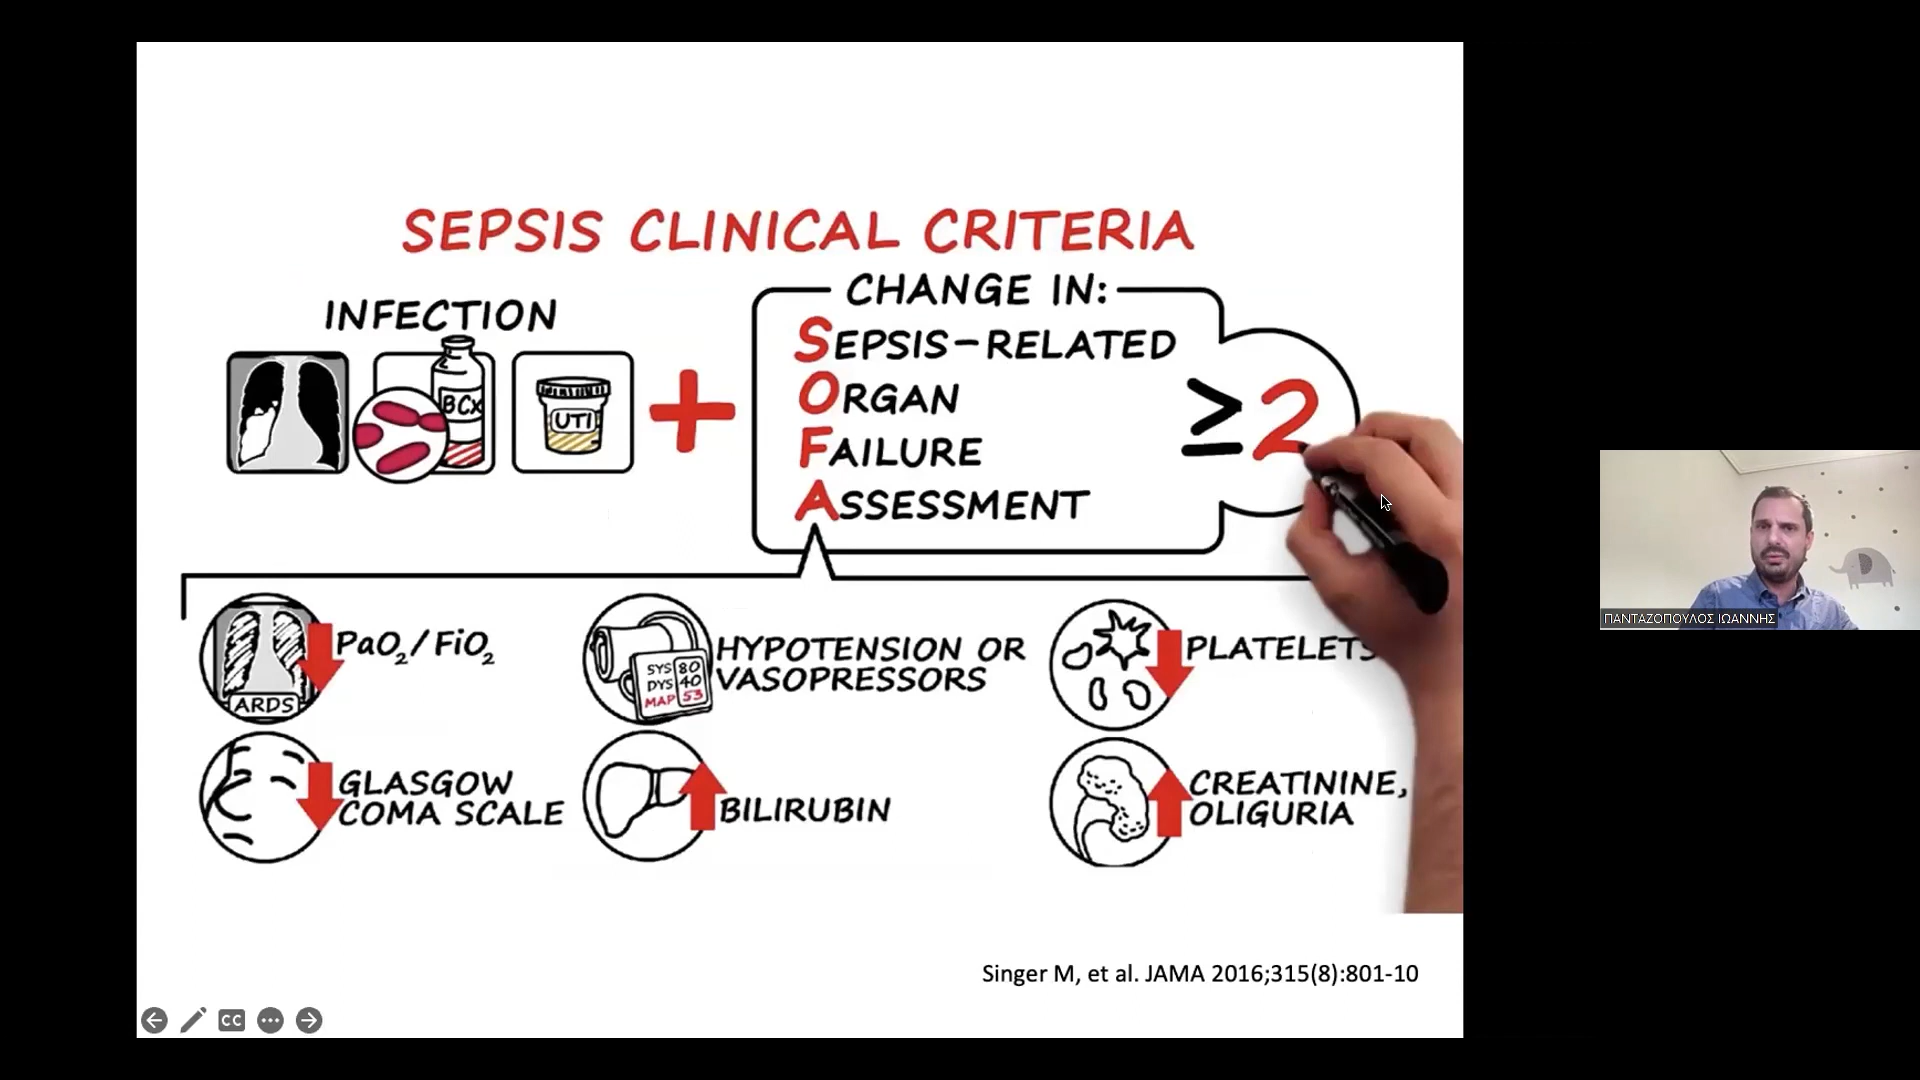 SEPSIS CLINICAL CRITERIA
INFECTION
BCx
UTI
+
CHANGE IN:
SEPSIS-RELATED
ORGAN
FAILURE
ASSESSMENT
≥2
PaO2/FiO2
ARDS
HYPOTENSION OR
VASOPRESSORS
SYS 80
DYS 40
MAP 53
PLATELETS
GLASGOW
COMA SCALE
BILIRUBIN
CREATININE,
OLIGURIA
Singer M, et al. JAMA 2016;315(8):801-10
CC
ΠΑΝΤΑΖΟΠΟΥΛΟΣ ΙΩΑΝΝΗΣ